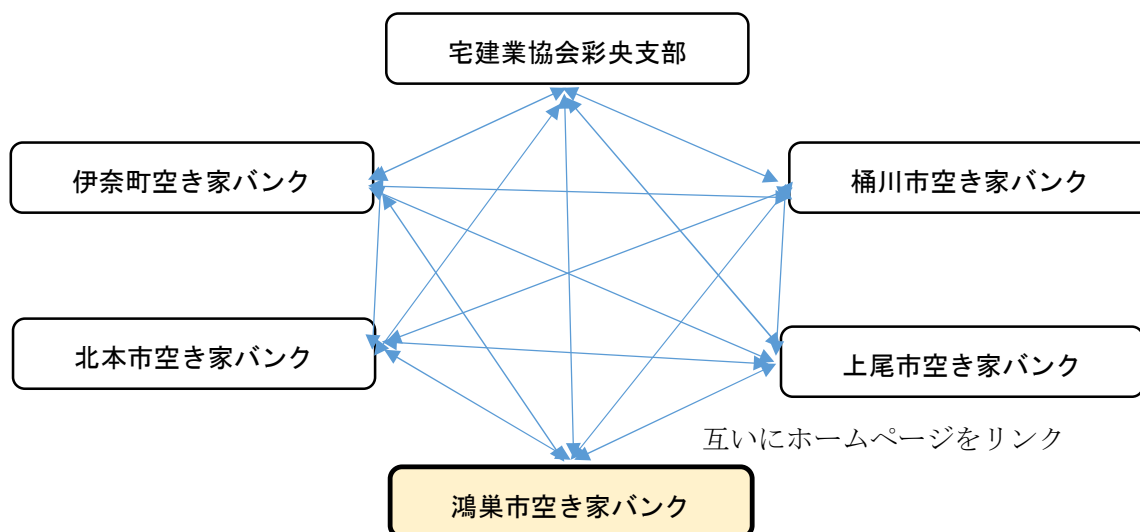 宅建業協会彩央支部
伊奈町空き家バンク
桶川市空き家バンク
北本市空き家バンク
上尾市空き家バンク
互いにホームページをリンク
鴻巣市空き家バンク